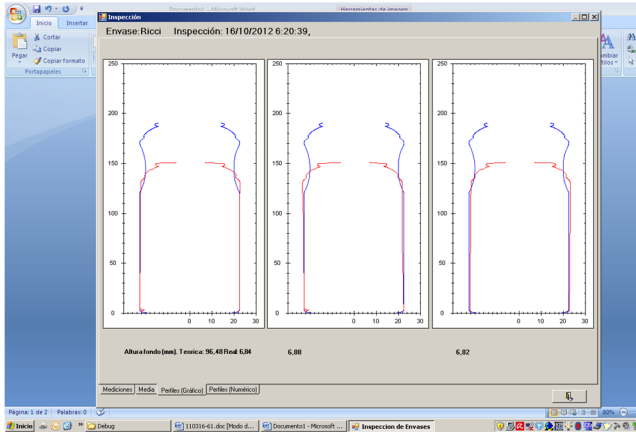 Documento1 - Microsoft Word
Herramientas de imagen
Inicio
Insertar
Pegar
Cortar
Copiar
Copiar formato
Portapapeles
Inspección
Envase:Ricci Inspección: 16/10/2012 6:20:39,
250
200
150
100
50
0
0 10 20 30
250
200
150
100
50
0
0 10 20 30
250
200
150
100
50
0
0 10 20 30
Altura fondo (mm). Teorica: 96,48 Real: 6,84
6,88
6,82
Mediciones Media Perfiles (Gráfico) Perfiles (Numérico)
Página: 1 de 2 Palabras: 0
80%
Inicio
Debug
110316-61.doc [Modo d...
Documento1 - Microsoft ...
Inspeccion de Envases